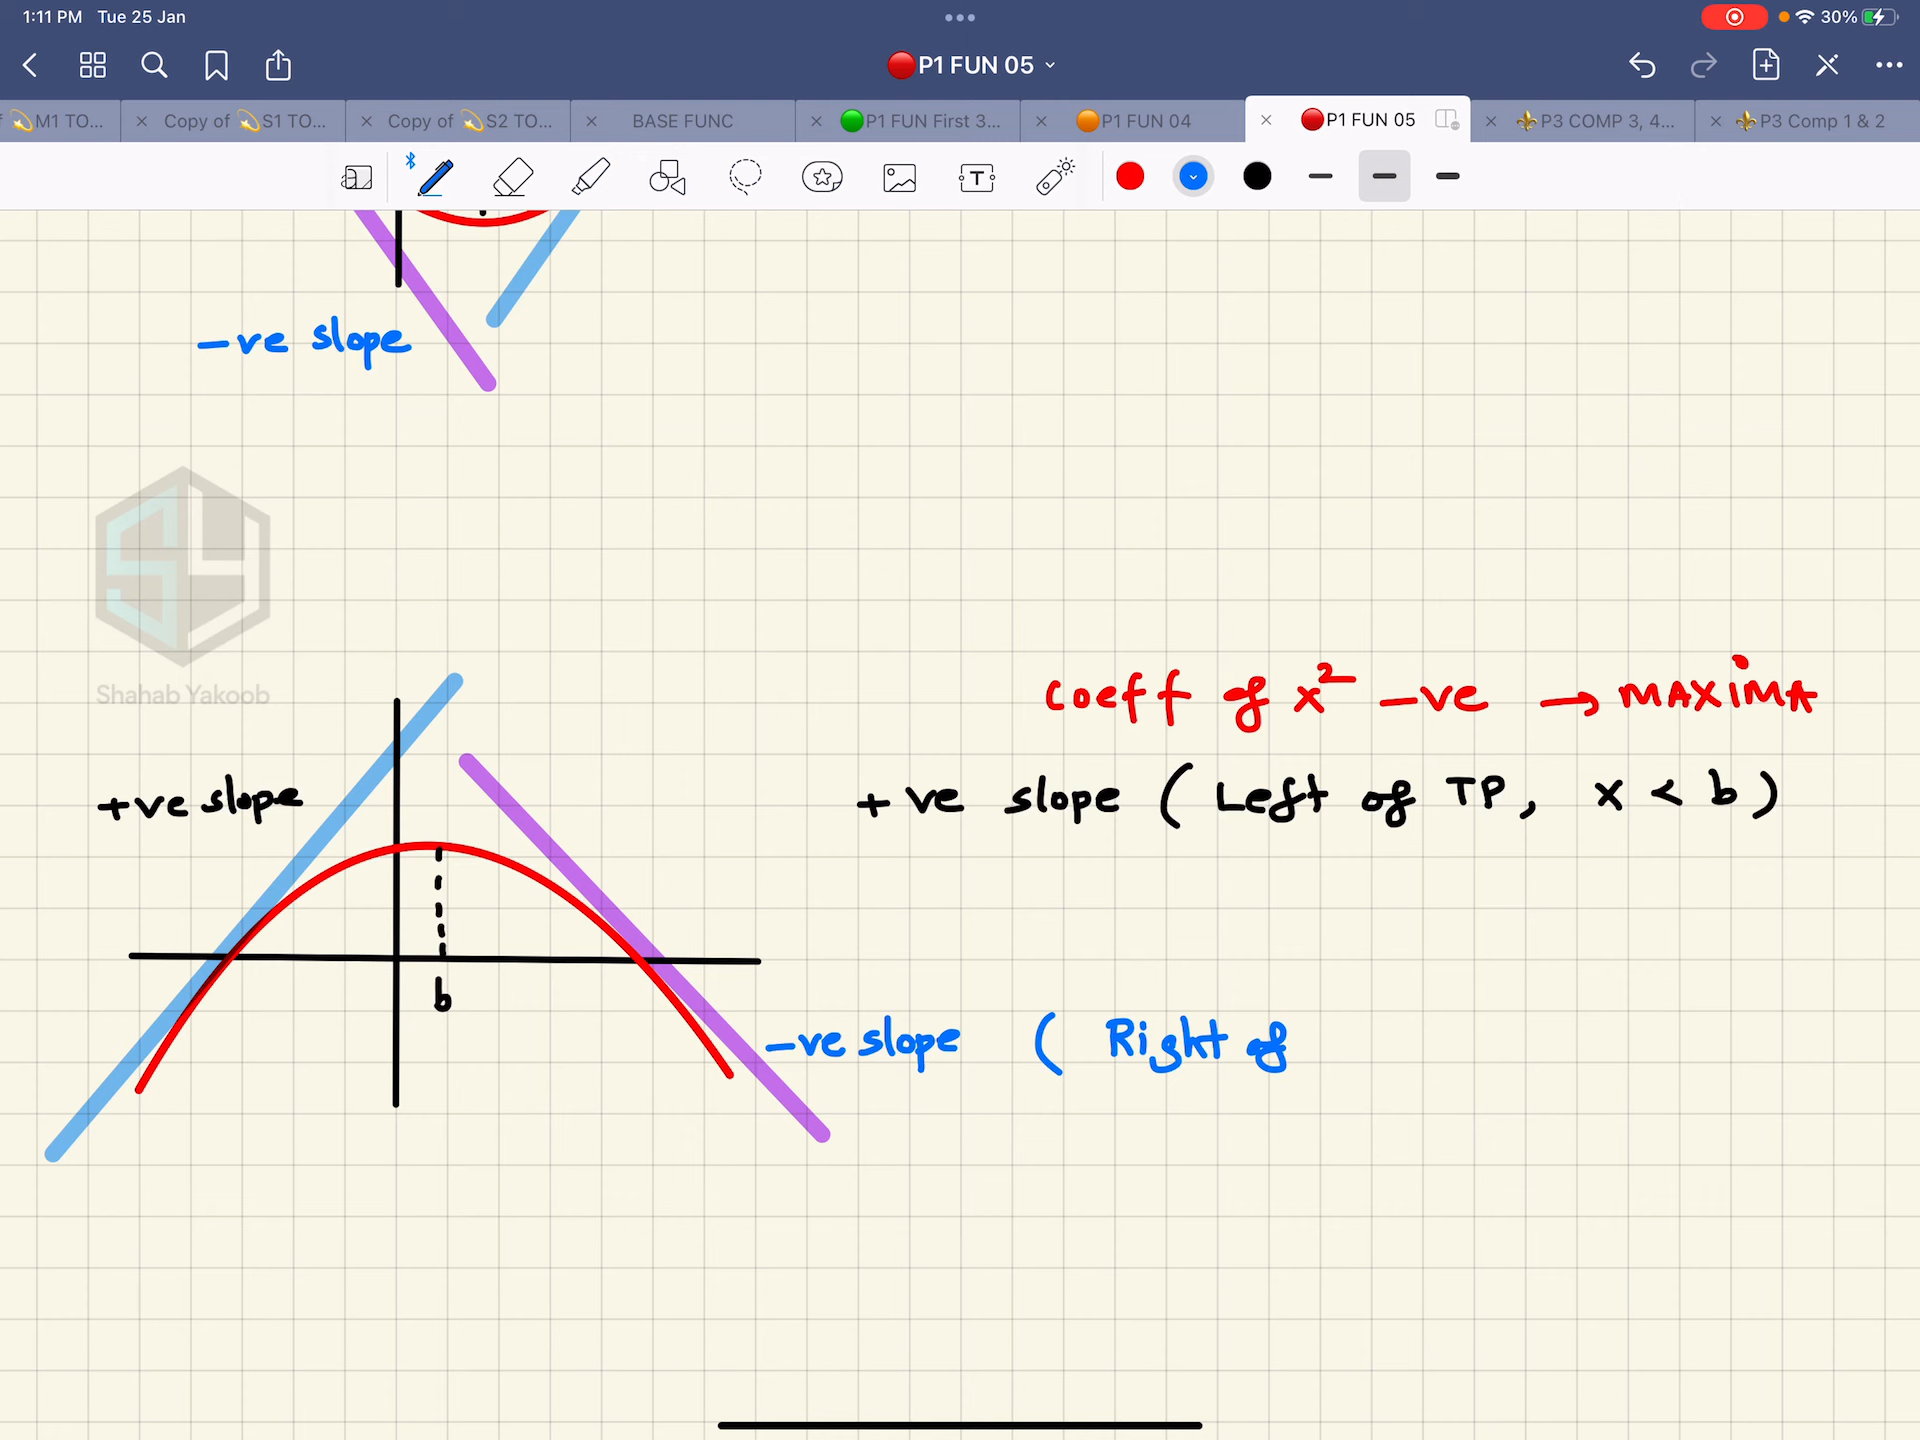 1:11 PM Tue 25 Jan
30%
P1 FUN 05
M1 TO... Copy of S1 TO... Copy of S2 TO... BASE FUNC P1 FUN First 3... P1 FUN 04 P1 FUN 05 P3 COMP 3, 4... P3 Comp 1 & 2
-ve slope
Shahab Yakoob
coeff of x² -ve → MAXiMA
+ve slope
+ve slope ( Left of TP, x < b )
b
-ve slope ( Right of